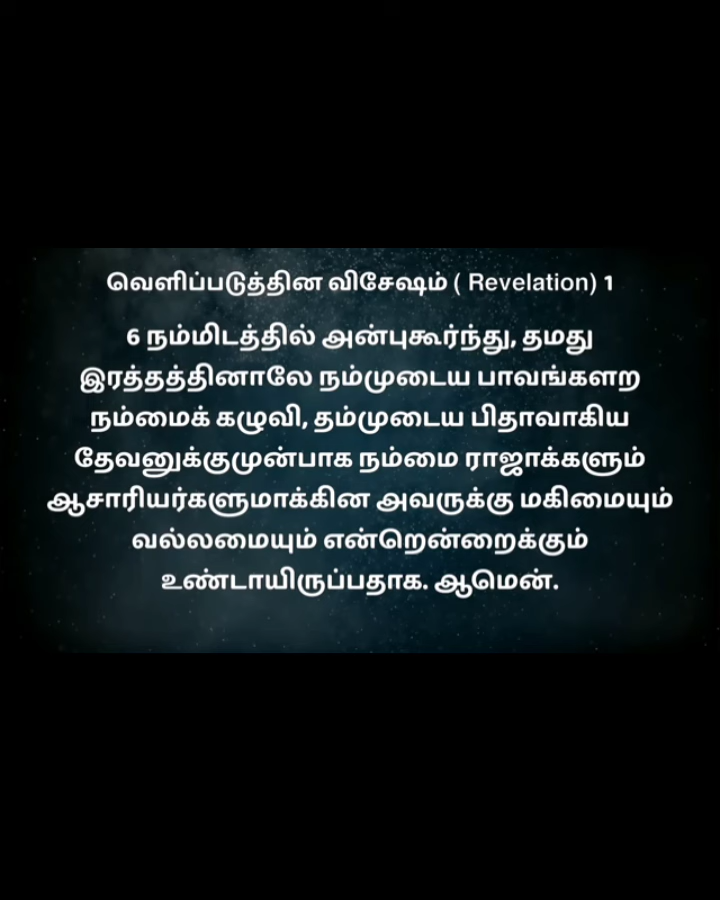 வெளிப்படுத்தின விசேஷம் ( Revelation) 1
6 நம்மிடத்தில் அன்புகூர்ந்து, தமது
இரத்தத்தினாலே நம்முடைய பாவங்களற
நம்மைக் கழுவி, தம்முடைய பிதாவாகிய
தேவனுக்குமுன்பாக நம்மை ராஜாக்களும்
ஆசாரியர்களுமாக்கின அவருக்கு மகிமையும்
வல்லமையும் என்றென்றைக்கும்
உண்டாயிருப்பதாக. ஆமென்.